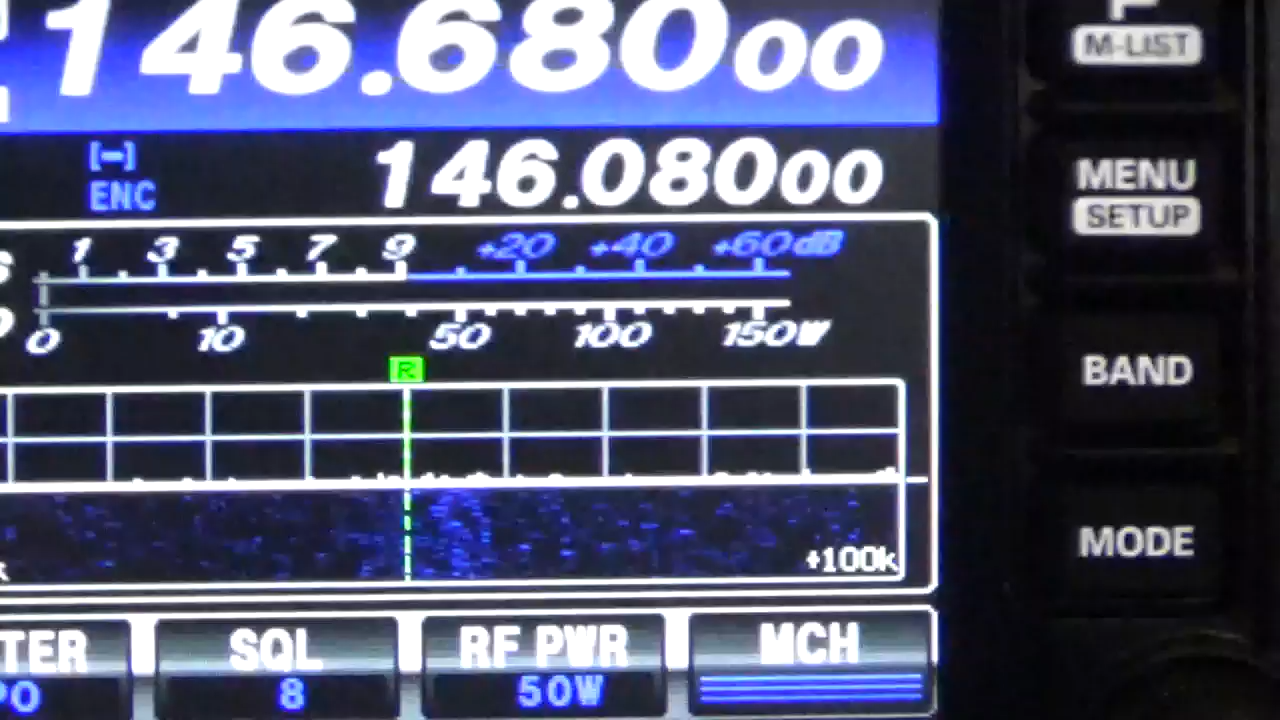 146.68000
M-LIST
[-]
146.08000
ENC
MENU
SETUP
S 1 3 5 7 9 +20 +40 +60dB
0 10 50 100 150W
R
BAND
MODE
+100k
TER SQL RF PWR MCH
PO 8 50W